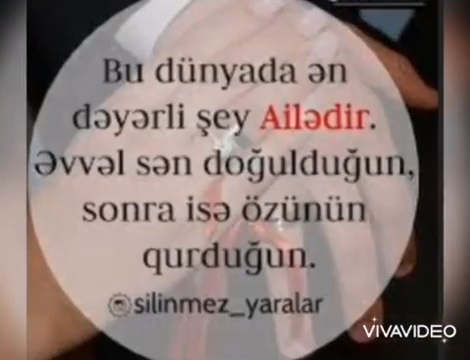 Bu dünyada ən
dəyərli şey Ailədir.
Əvvəl sən doğulduğun,
sonra isə özünün
qurduğun.
@silinmez_yaralar
VIVAVIDEO